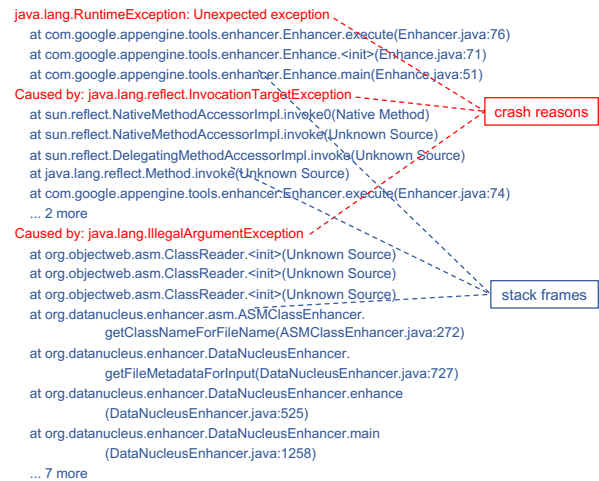 java.lang.RuntimeException: Unexpected exception
at com.google.appengine.tools.enhancer.Enhancer.execute(Enhancer.java:76)
at com.google.appengine.tools.enhancer.Enhance.<init>(Enhance.java:71)
at com.google.appengine.tools.enhancer.Enhance.main(Enhance.java:51)
Caused by: java.lang.reflect.InvocationTargetException
at sun.reflect.NativeMethodAccessorImpl.invoke0(Native Method)
crash reasons
at sun.reflect.NativeMethodAccessorImpl.invoke(Unknown Source)
at sun.reflect.DelegatingMethodAccessorImpl.invoke(Unknown Source)
at java.lang.reflect.Method.invoke(Unknown Source)
at com.google.appengine.tools.enhancer.Enhancer.execute(Enhancer.java:74)
... 2 more
Caused by: java.lang.IllegalArgumentException
at org.objectweb.asm.ClassReader.<init>(Unknown Source)
at org.objectweb.asm.ClassReader.<init>(Unknown Source)
at org.objectweb.asm.ClassReader.<init>(Unknown Source)
stack frames
at org.datanucleus.enhancer.asm.ASMClassEnhancer.
getClassNameForFileName(ASMClassEnhancer.java:272)
at org.datanucleus.enhancer.DataNucleusEnhancer.
getFileMetadataForInput(DataNucleusEnhancer.java:727)
at org.datanucleus.enhancer.DataNucleusEnhancer.enhance
(DataNucleusEnhancer.java:525)
at org.datanucleus.enhancer.DataNucleusEnhancer.main
(DataNucleusEnhancer.java:1258)
... 7 more